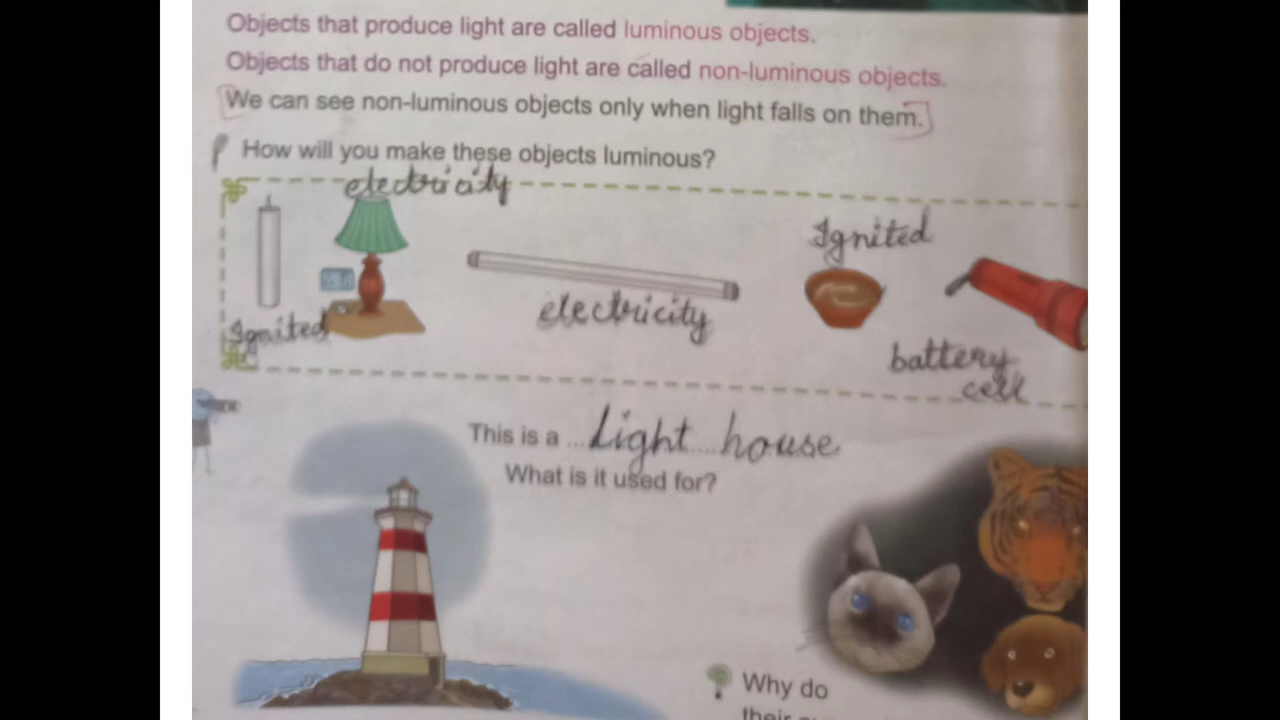 Objects that produce light are called luminous objects.
Objects that do not produce light are called non-luminous objects.
We can see non-luminous objects only when light falls on them.
How will you make these objects luminous?
electricity
Ignited
electricity
Ignited
battery
cell
This is a ... Light .... house
What is it used for?
Why do
their